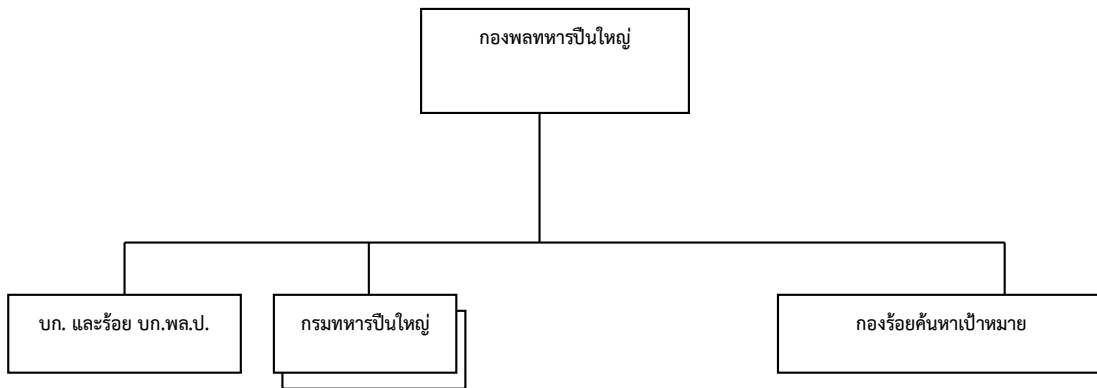 กองพลทหารปืนใหญ่
บก. และร้อย บก.พล.ป.
กรมทหารปืนใหญ่
กองร้อยค้นหาเป้าหมาย